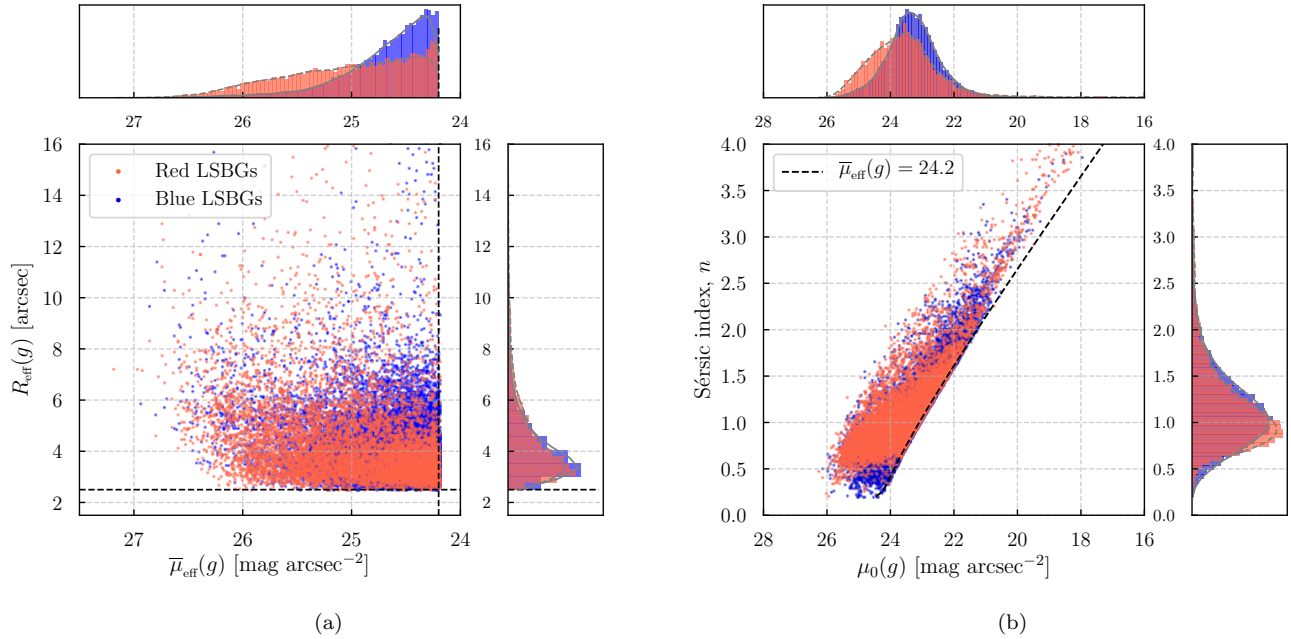 27 26 25 24
28 26 24 22 20 18 16
16
14
12
10
8
6
4
2
R_eff(g) [arcsec]
Red LSBGs
Blue LSBGs
27 26 25 24
μ̅_eff(g) [mag arcsec⁻²]
16
14
12
10
8
6
4
2
4.0
3.5
3.0
2.5
2.0
1.5
1.0
0.5
0.0
Sérsic index, n
μ̅_eff(g) = 24.2
28 26 24 22 20 18 16
μ₀(g) [mag arcsec⁻²]
4.0
3.5
3.0
2.5
2.0
1.5
1.0
0.5
0.0
(a)
(b)